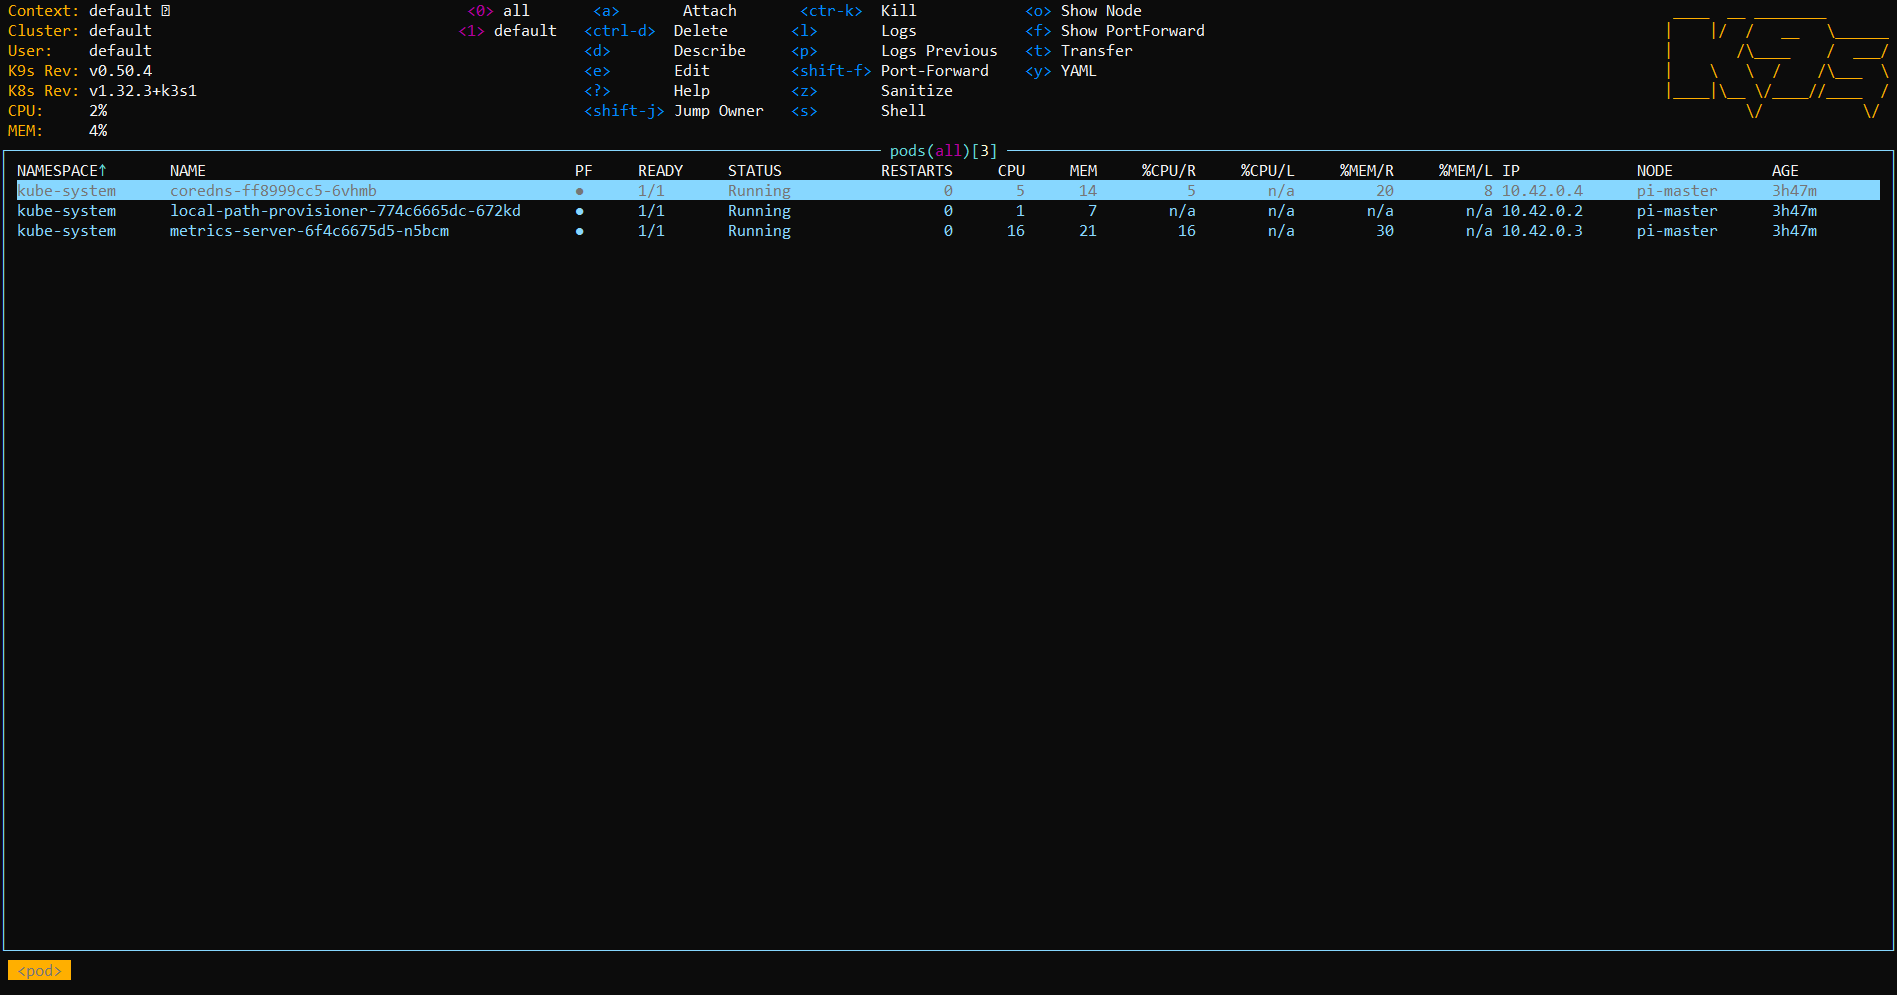 Context: default
Cluster: default
User: default
K9s Rev: v0.50.4
K8s Rev: v1.32.3+k3s1
CPU: 2%
MEM: 4%
<0> all
<1> default
<a> Attach
<ctrl-d> Delete
<d> Describe
<e> Edit
<?> Help
<shift-j> Jump Owner
<ctr-k> Kill
<l> Logs
<p> Logs Previous
<shift-f> Port-Forward
<z> Sanitize
<s> Shell
<o> Show Node
<f> Show PortForward
<t> Transfer
<y> YAML
K9s
pods(all)[3]
NAMESPACE↑ NAME PF READY STATUS RESTARTS CPU MEM %CPU/R %CPU/L %MEM/R %MEM/L IP NODE AGE
kube-system coredns-ff8999cc5-6vhmb ● 1/1 Running 0 5 14 5 n/a 20 8 10.42.0.4 pi-master 3h47m
kube-system local-path-provisioner-774c6665dc-672kd ● 1/1 Running 0 1 7 n/a n/a n/a n/a 10.42.0.2 pi-master 3h47m
kube-system metrics-server-6f4c6675d5-n5bcm ● 1/1 Running 0 16 21 16 n/a 30 n/a 10.42.0.3 pi-master 3h47m
<pod>